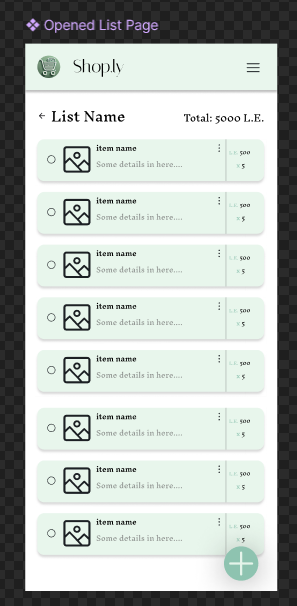 Opened List Page
Shop.ly
← List Name
Total: 5000 L.E.
item name
Some details in here....
L.E. 500
X 5
item name
Some details in here....
L.E. 500
X 5
item name
Some details in here....
L.E. 500
X 5
item name
Some details in here....
L.E. 500
X 5
item name
Some details in here....
L.E. 500
X 5
item name
Some details in here....
L.E. 500
X 5
item name
Some details in here....
L.E. 500
X 5
item name
Some details in here....
L.E. 500
X 5